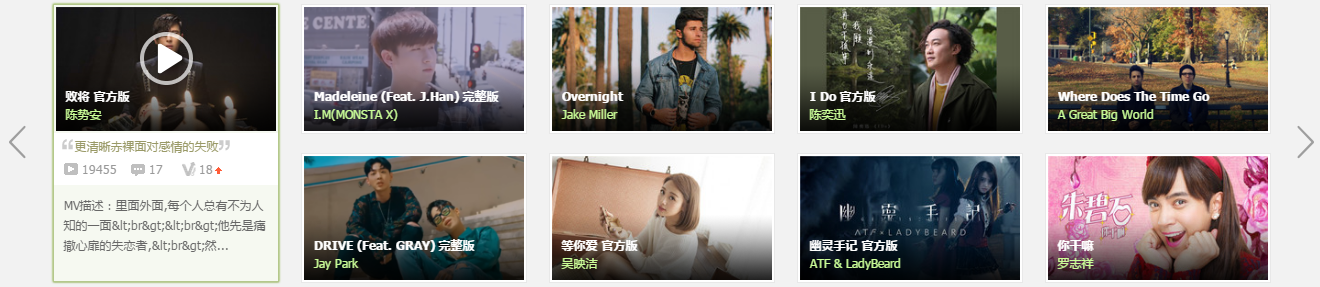 败将 官方版
陈势安
更清晰赤裸面对感情的失败
19455
17
18
MV描述：里面外面,每个人总有不为人
知的一面&lt;br&gt;&lt;br&gt;他先是痛
撤心扉的失恋者,&lt;br&gt;然...
Madeleine (Feat. J.Han) 完整版
I.M(MONSTA X)
Overnight
Jake Miller
I Do 官方版
陈奕迅
Where Does The Time Go
A Great Big World
DRIVE (Feat. GRAY) 完整版
Jay Park
等你爱 官方版
吴映洁
幽靈手記
ATF x LADYBEARD
幽灵手记 官方版
ATF & LadyBeard
朱碧石
你干嘛
罗志祥